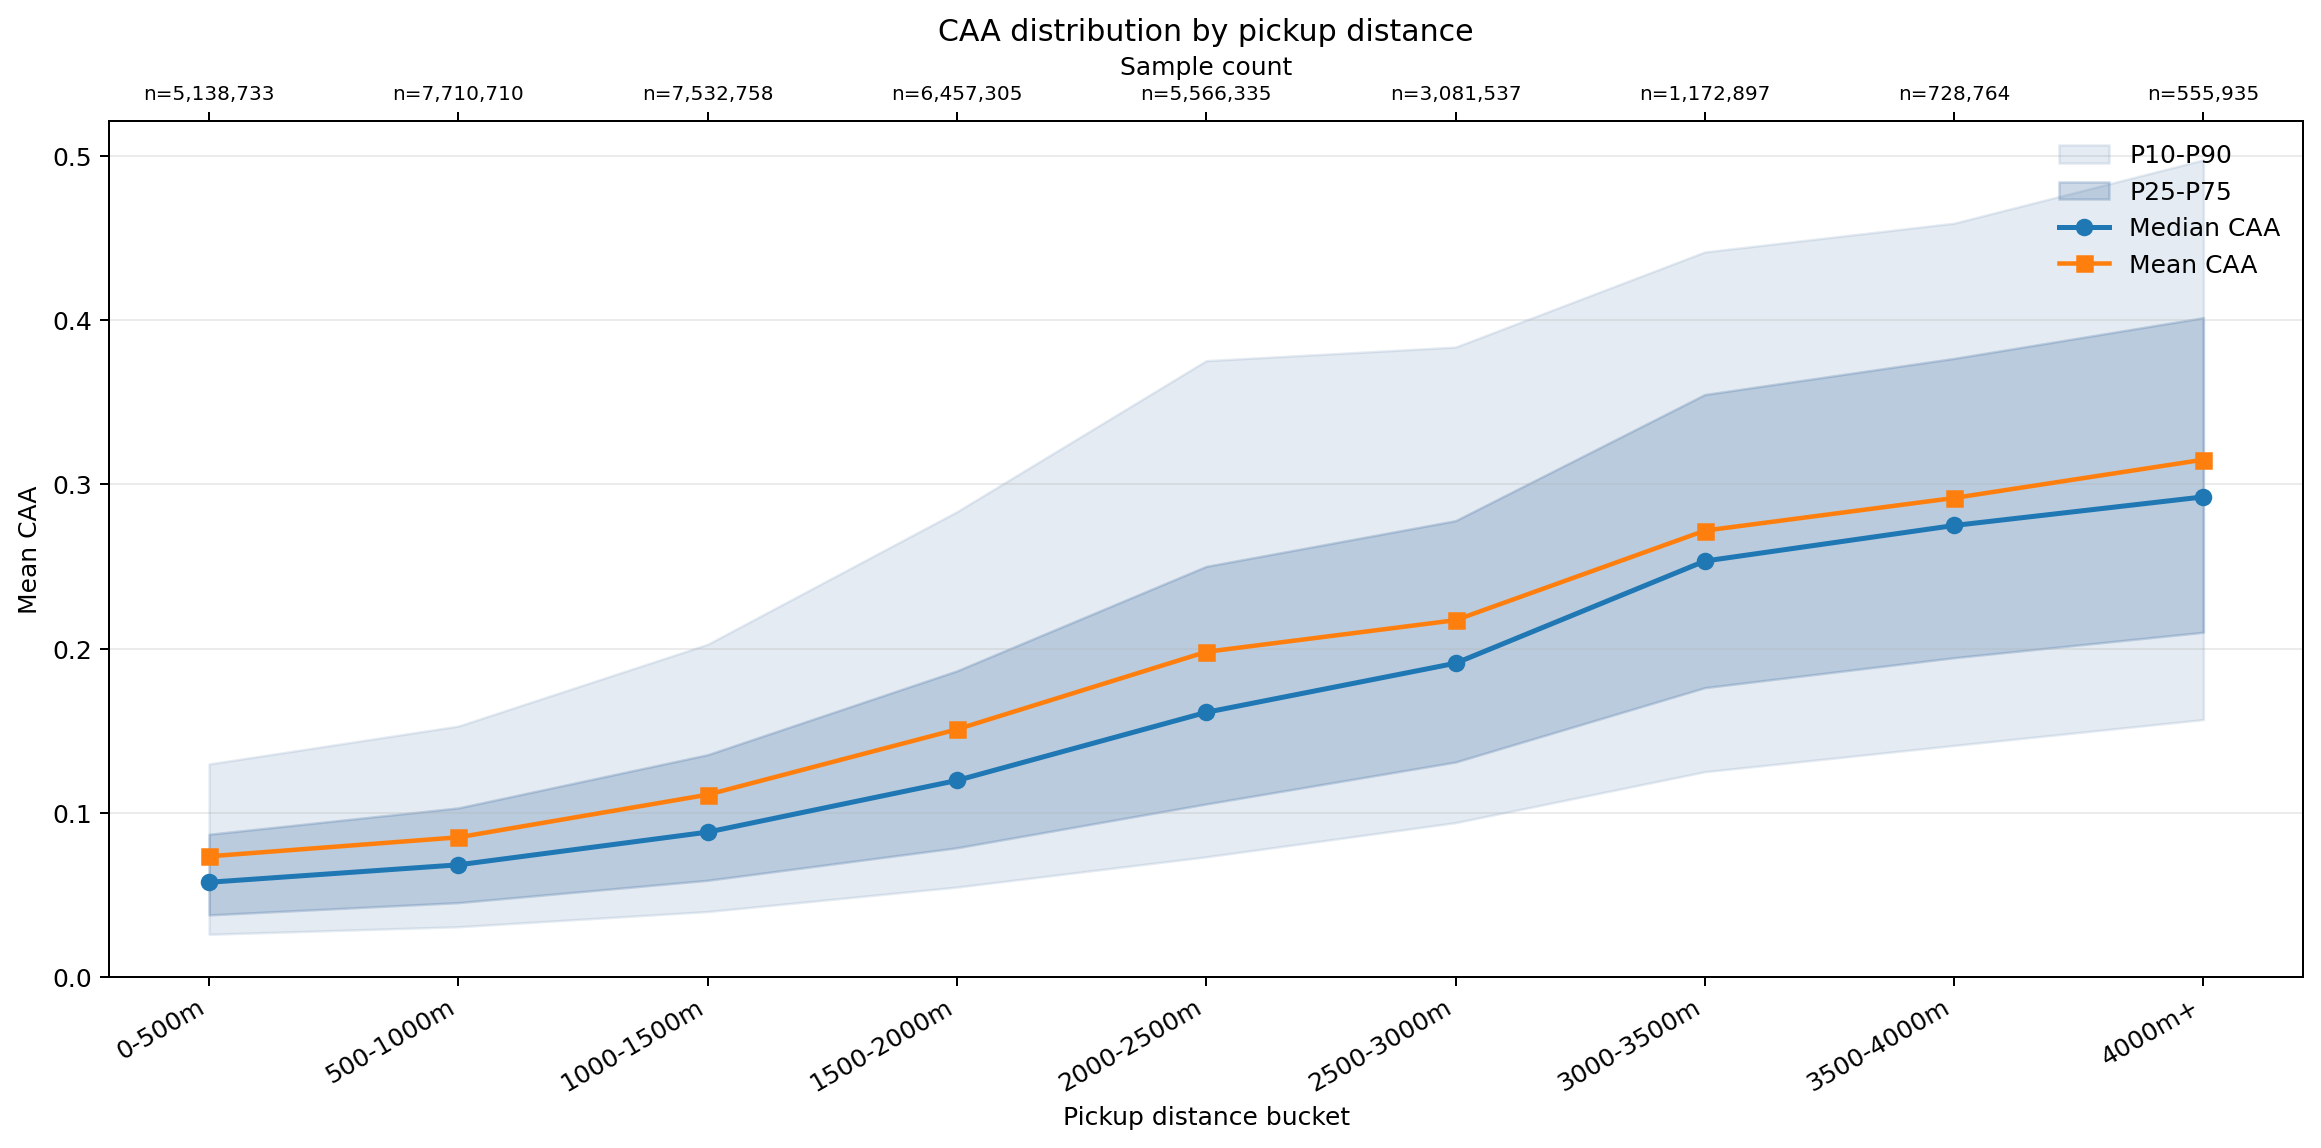 CAA distribution by pickup distance
Sample count
n=5,138,733 n=7,710,710 n=7,532,758 n=6,457,305 n=5,566,335 n=3,081,537 n=1,172,897 n=728,764 n=555,935
P10-P90
P25-P75
Median CAA
Mean CAA
0.5
0.4
0.3
0.2
0.1
0.0
Mean CAA
0-500m 500-1000m 1000-1500m 1500-2000m 2000-2500m 2500-3000m 3000-3500m 3500-4000m 4000m+
Pickup distance bucket